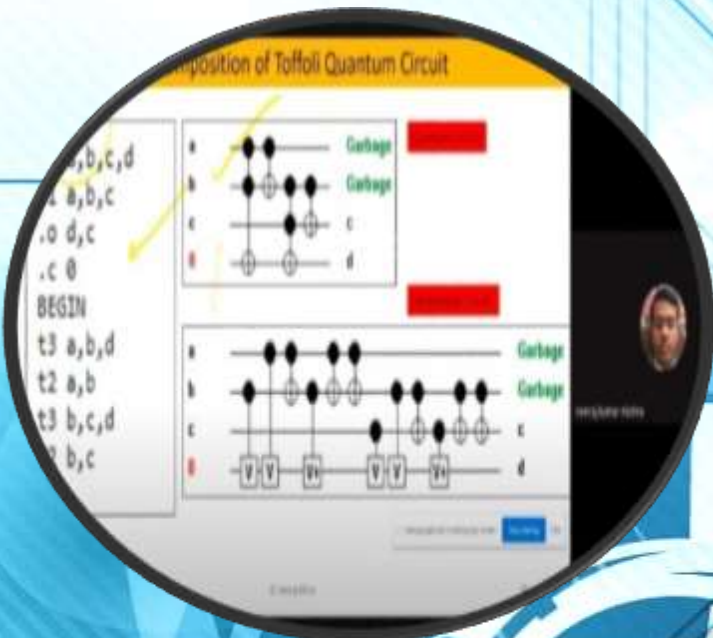 position of Toffoli Quantum Circuit
b,c,d
a,b,c
.o d,c
.c 0
BEGIN
t3 a,b,d
t2 a,b
t3 b,c,d
b,c
a
Garbage
b
Garbage
c
c
0
d
a
Garbage
b
Garbage
c
c
0
V
V
V+
V
V
V+
d